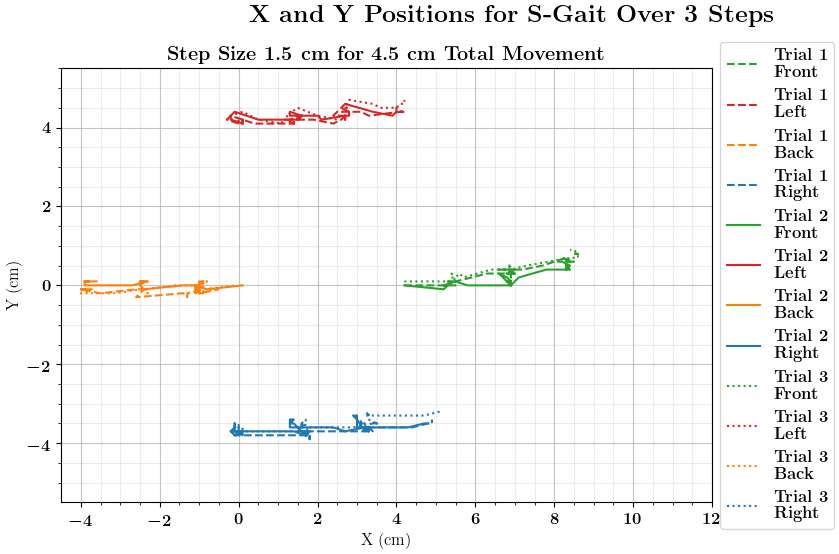 X and Y Positions for S-Gait Over 3 Steps
Step Size 1.5 cm for 4.5 cm Total Movement
4
2
0
−2
−4
Y (cm)
−4 −2 0 2 4 6 8 10 12
X (cm)
Trial 1
Front
Trial 1
Left
Trial 1
Back
Trial 1
Right
Trial 2
Front
Trial 2
Left
Trial 2
Back
Trial 2
Right
Trial 3
Front
Trial 3
Left
Trial 3
Back
Trial 3
Right